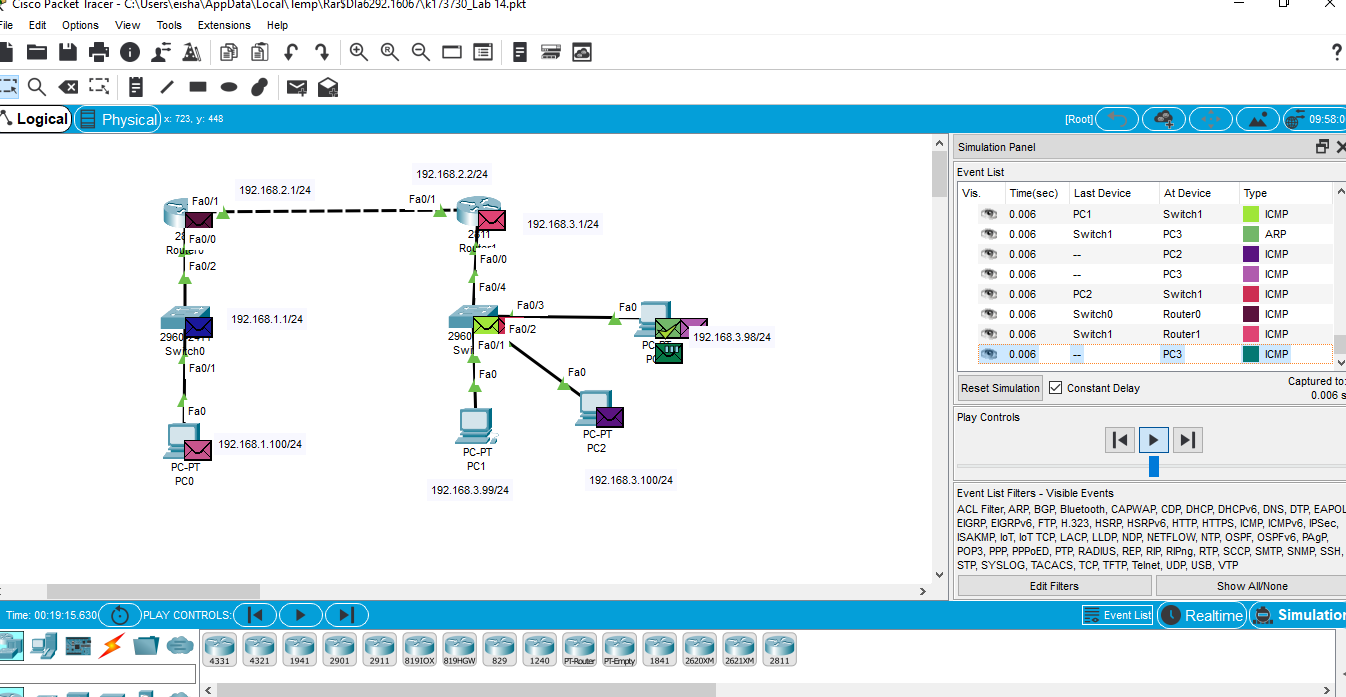 Cisco Packet Tracer - C:\Users\eisha\AppData\Local\Temp\Rar$DIa6292.16067\k173730_Lab 14.pkt
File Edit Options View Tools Extensions Help
Logical Physical x: 723, y: 448 [Root] 09:58:0
Simulation Panel
Event List
Vis. Time(sec) Last Device At Device Type
0.006 PC1 Switch1 ICMP
0.006 Switch1 PC3 ARP
0.006 -- PC2 ICMP
0.006 -- PC3 ICMP
0.006 PC2 Switch1 ICMP
0.006 Switch0 Router0 ICMP
0.006 Switch1 Router1 ICMP
0.006 -- PC3 ICMP
Reset Simulation Constant Delay Captured to:
0.006 s
Play Controls
Event List Filters - Visible Events
ACL Filter, ARP, BGP, Bluetooth, CAPWAP, CDP, DHCP, DHCPv6, DNS, DTP, EAPOL
EIGRP, EIGRPv6, FTP, H.323, HSRP, HSRPv6, HTTP, HTTPS, ICMP, ICMPv6, IPSec,
ISAKMP, IoT, IoT TCP, LACP, LLDP, NDP, NETFLOW, NTP, OSPF, OSPFv6, PAgP,
POP3, PPP, PPPoED, PTP, RADIUS, REP, RIP, RIPng, RTP, SCCP, SMTP, SNMP, SSH,
STP, SYSLOG, TACACS, TCP, TFTP, Telnet, UDP, USB, VTP
Edit Filters Show All/None
192.168.2.2/24
192.168.2.1/24
Fa0/1 Fa0/1
192.168.3.1/24
2811
Router0 Router1
Fa0/0
Fa0/0
Fa0/2
Fa0/4
Fa0/3 Fa0
192.168.1.1/24
Fa0/2
192.168.3.98/24
Switch0
Fa0/1
Fa0/1
Fa0 Fa0
Fa0
192.168.1.100/24
PC-PT
PC2
PC-PT
PC1
PC-PT
PC0
192.168.3.100/24
192.168.3.99/24
Time: 00:19:15.630 PLAY CONTROLS: Event List Realtime Simulation
4331 4321 1941 2901 2911 819IOX 819HGW 829 1240 PT-Router PT-Empty 1841 2620XM 2621XM 2811